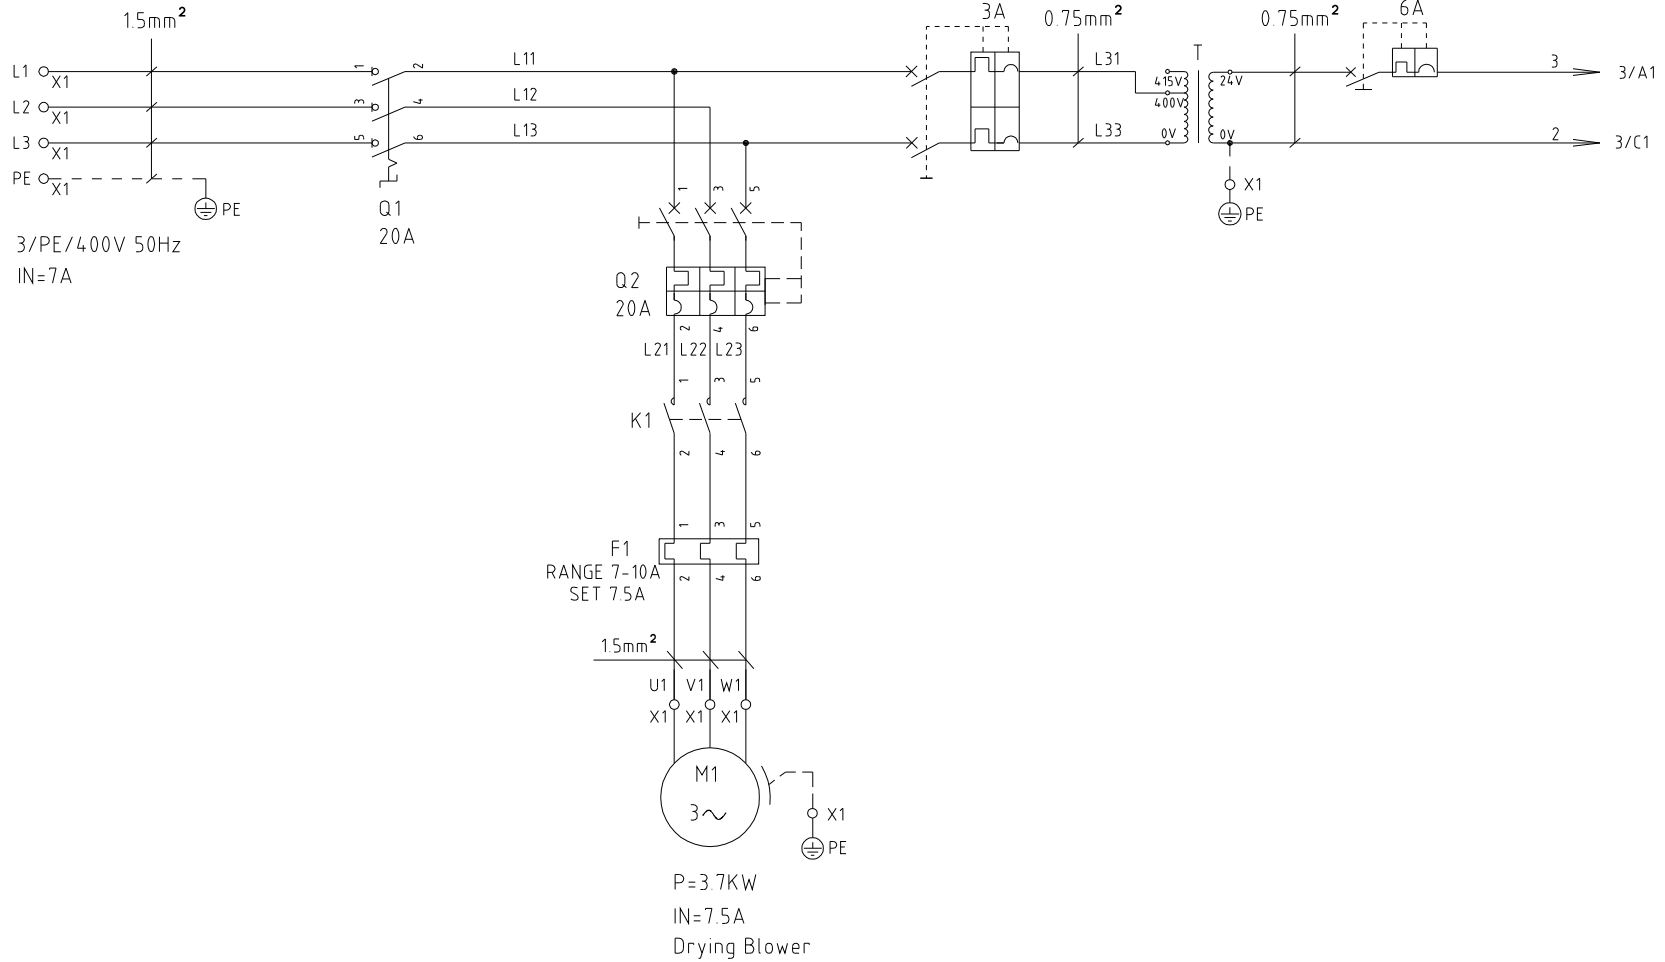 1.5mm²
3A
0.75mm²
0.75mm²
6A
L1
X1
1
2
L11
L31
T
415V
24V
3
3/A1
L2
X1
3
4
L12
400V
L3
X1
5
6
L13
L33
0V
0V
2
3/C1
PE
X1
PE
Q1
20A
3/PE/400V 50Hz
IN=7A
X1
PE
1
3
5
Q2
20A
2
4
6
L21
L22
L23
1
3
5
K1
2
4
6
1
3
5
F1
RANGE 7-10A
SET 7.5A
2
4
6
1.5mm²
U1
V1
W1
X1
X1
X1
M1
3~
X1
PE
P=3.7KW
IN=7.5A
Drying Blower